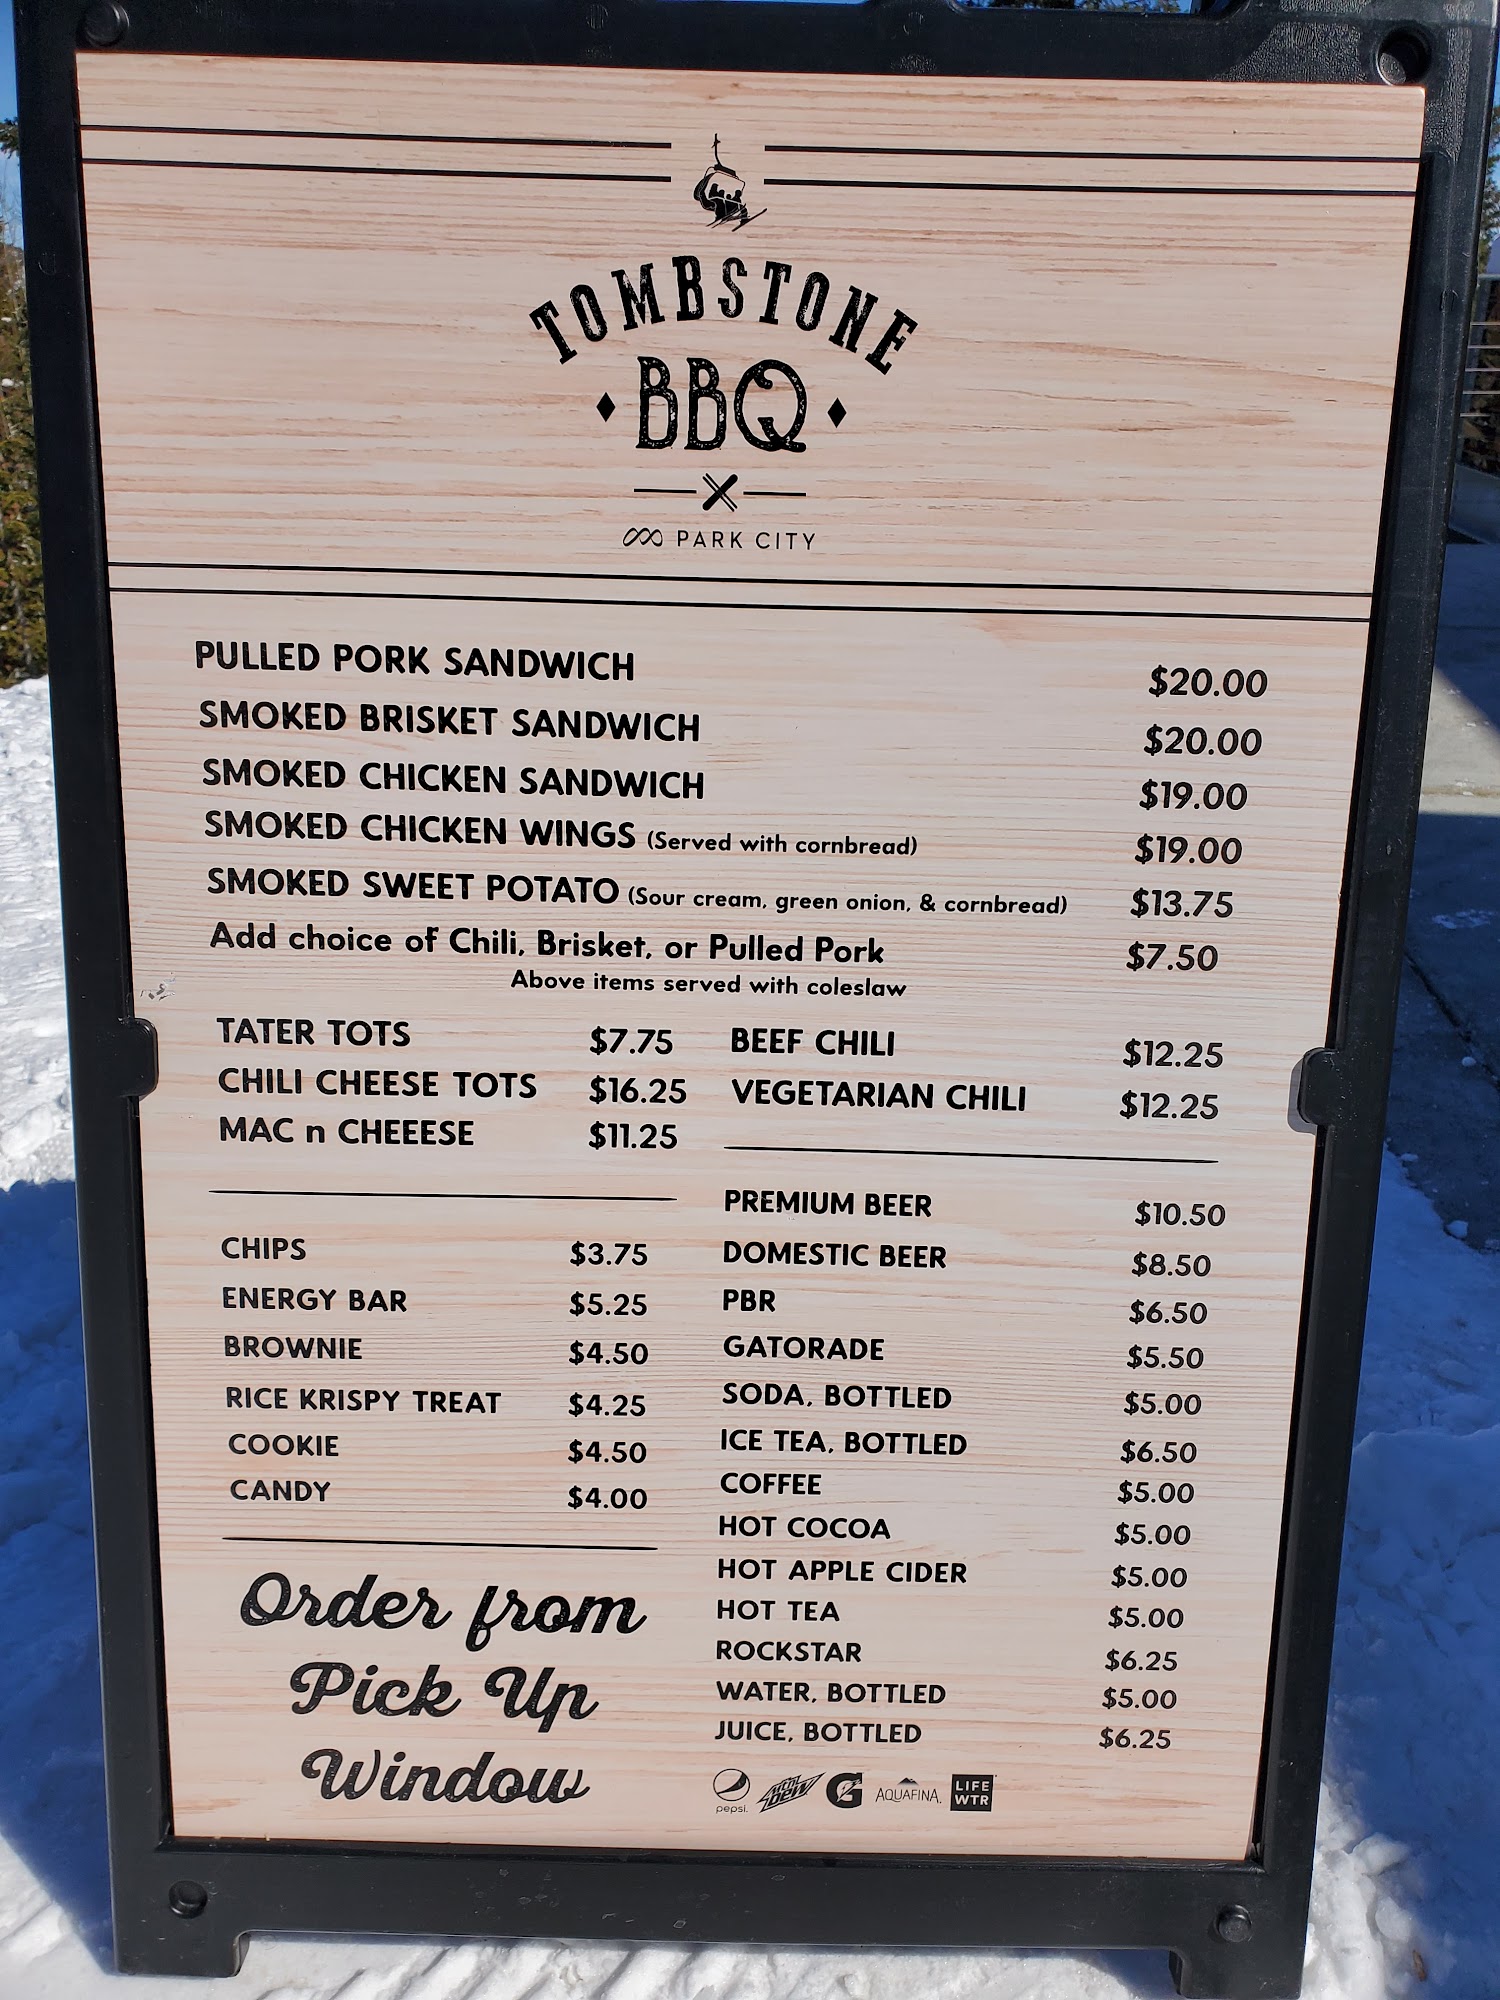 TOMBSTONE
BBQ
PARK CITY
PULLED PORK SANDWICH $20.00
SMOKED BRISKET SANDWICH $20.00
SMOKED CHICKEN SANDWICH $19.00
SMOKED CHICKEN WINGS (Served with cornbread) $19.00
SMOKED SWEET POTATO (Sour cream, green onion, & cornbread) $13.75
Add choice of Chili, Brisket, or Pulled Pork $7.50
Above items served with coleslaw
TATER TOTS $7.75
CHILI CHEESE TOTS $16.25
MAC n CHEEESE $11.25
BEEF CHILI $12.25
VEGETARIAN CHILI $12.25
CHIPS $3.75
ENERGY BAR $5.25
BROWNIE $4.50
RICE KRISPY TREAT $4.25
COOKIE $4.50
CANDY $4.00
Order from
Pick Up
Window
PREMIUM BEER $10.50
DOMESTIC BEER $8.50
PBR $6.50
GATORADE $5.50
SODA, BOTTLED $5.00
ICE TEA, BOTTLED $6.50
COFFEE $5.00
HOT COCOA $5.00
HOT APPLE CIDER $5.00
HOT TEA $5.00
ROCKSTAR $6.25
WATER, BOTTLED $5.00
JUICE, BOTTLED $6.25
pepsi. mtn dew G AQUAFINA. LIFE WTR